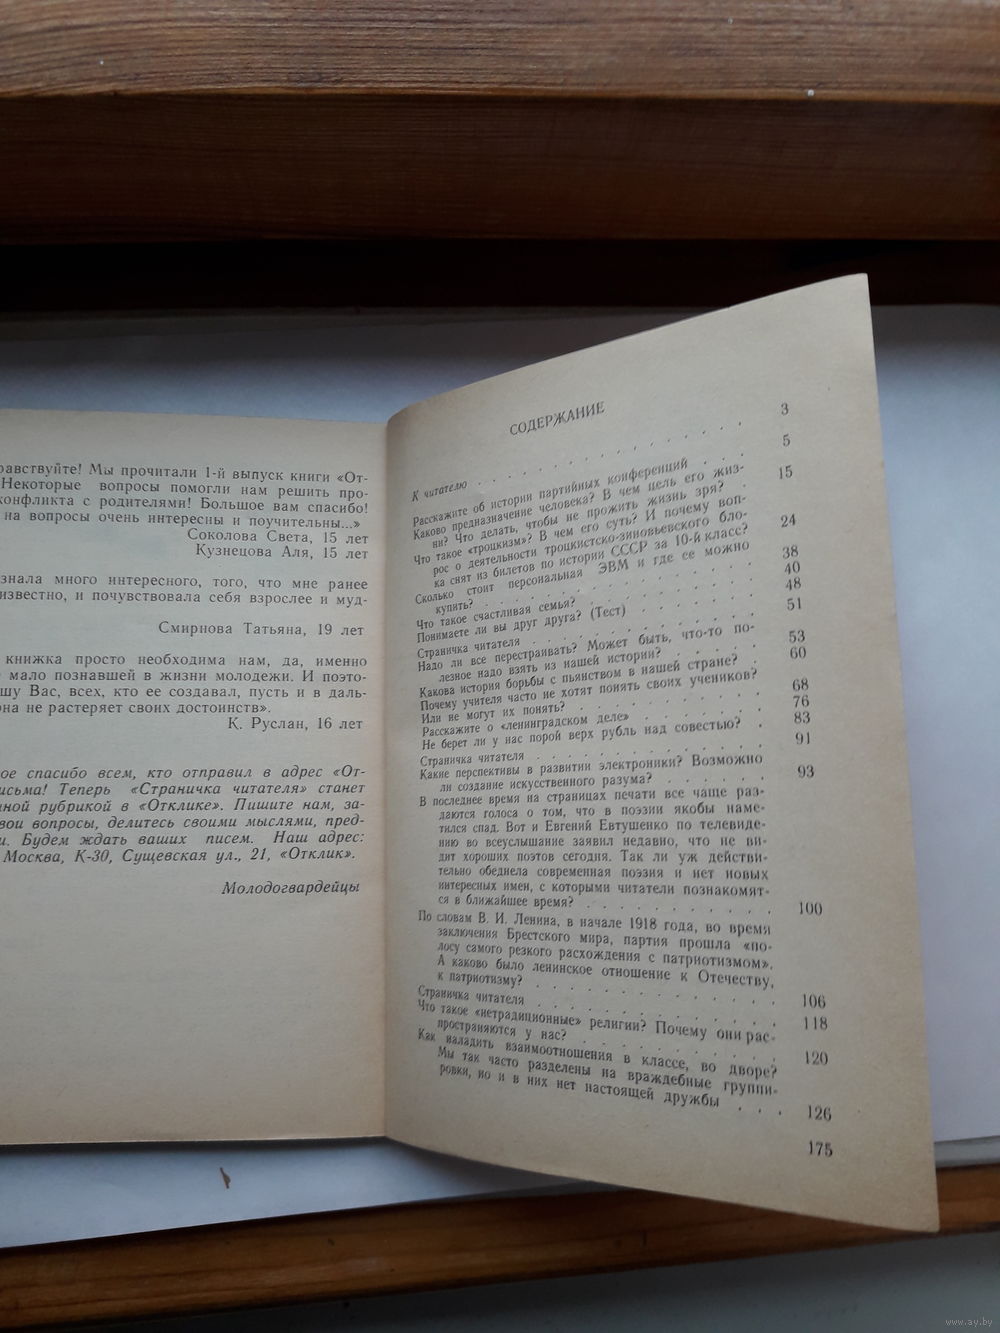 равствуйте! Мы прочитали 1-й выпуск книги «От-
Некоторые вопросы помогли нам решить про-
конфликта с родителями! Большое вам спасибо!
на вопросы очень интересны и поучительны...»
Соколова Света, 15 лет
Кузнецова Аля, 15 лет
знала много интересного, того, что мне ранее
известно, и почувствовала себя взрослее и муд-
Смирнова Татьяна, 19 лет
книжка просто необходима нам, да, именно
мало познавшей в жизни молодежи. И поэто-
шу Вас, всех, кто ее создавал, пусть и в даль-
она не растеряет своих достоинств».
К. Руслан, 16 лет
ое спасибо всем, кто отправил в адрес «От-
исьма! Теперь «Страничка читателя» станет
ной рубрикой в «Отклике». Пишите нам, за-
вои вопросы, делитесь своими мыслями, пред-
и. Будем ждать ваших писем. Наш адрес:
Москва, К-30, Сущевская ул., 21, «Отклик».
Молодогвардейцы
СОДЕРЖАНИЕ
К читателю . . . . . . . . . . . . 3
Расскажите об истории партийных конференций . . . 5
Каково предназначение человека? В чем цель его жиз-
ни? Что делать, чтобы не прожить жизнь зря? . 15
Что такое «троцкизм»? В чем его суть? И почему воп-
рос о деятельности троцкистско-зиновьевского бло-
ка снят из билетов по истории СССР за 10-й класс? 24
Сколько стоит персональная ЭВМ и где ее можно
купить? . . . . . . . . . . . 38
Что такое счастливая семья? . . . . . . . 40
Понимаете ли вы друг друга? (Тест) . . . . . . 48
Страничка читателя . . . . . . . . . . 51
Надо ли все перестраивать? Может быть, что-то по-
лезное надо взять из нашей истории? . . . . . 53
Какова история борьбы с пьянством в нашей стране? . 60
Почему учителя часто не хотят понять своих учеников?
Или не могут их понять? . . . . . . . . 68
Расскажите о «ленинградском деле» . . . . . . 76
Не берет ли у нас порой верх рубль над совестью? . 83
Страничка читателя . . . . . . . . . . 91
Какие перспективы в развитии электроники? Возможно
ли создание искусственного разума? . . . . . 93
В последнее время на страницах печати все чаще раз-
даются голоса о том, что в поэзии якобы наме-
тился спад. Вот и Евгений Евтушенко по телевиде-
нию во всеуслышание заявил недавно, что не ви-
дит хороших поэтов сегодня. Так ли уж действи-
тельно обеднела современная поэзия и нет новых
интересных имен, с которыми читатели познакомят-
ся в ближайшее время? . . . . . . . . . 100
По словам В. И. Ленина, в начале 1918 года, во время
заключения Брестского мира, партия прошла «по-
лосу самого резкого расхождения с патриотизмом».
А каково было ленинское отношение к Отечеству,
к патриотизму? . . . . . . . . . . . 106
Страничка читателя . . . . . . . . . . 118
Что такое «нетрадиционные» религии? Почему они рас-
пространяются у нас? . . . . . . . . . 120
Как наладить взаимоотношения в классе, во дворе?
Мы так часто разделены на враждебные группи-
ровки, но и в них нет настоящей дружбы . . . 126
175
www.ay.by